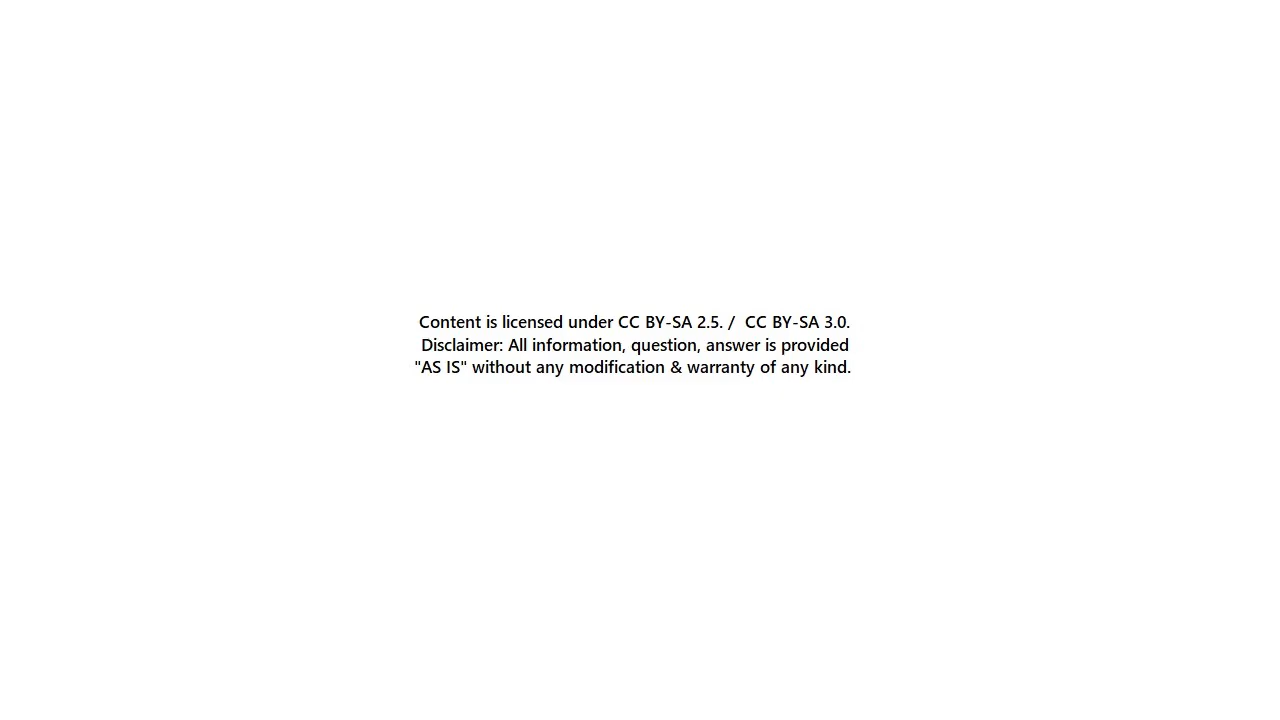 Content is licensed under CC BY-SA 2.5. /  CC BY-SA 3.0.
Disclaimer: All information, question, answer is provided
"AS IS" without any modification & warranty of any kind.